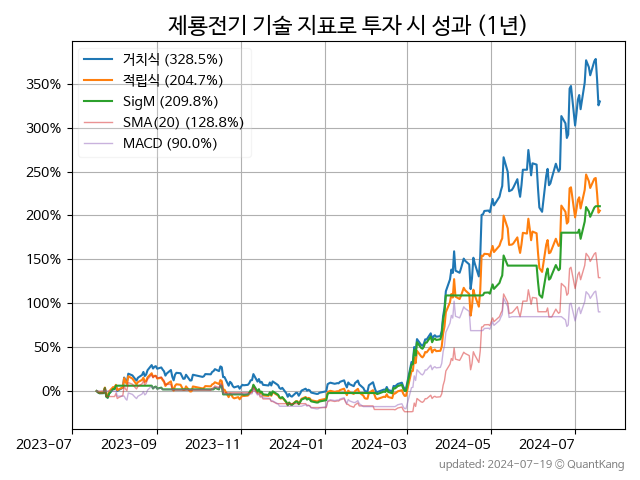 제룡전기 기술 지표로 투자 시 성과 (1년)
거치식 (328.5%)
적립식 (204.7%)
SigM (209.8%)
SMA(20) (128.8%)
MACD (90.0%)
350%
300%
250%
200%
150%
100%
50%
0%
2023-07 2023-09 2023-11 2024-01 2024-03 2024-05 2024-07
updated: 2024-07-19 @ QuantKang